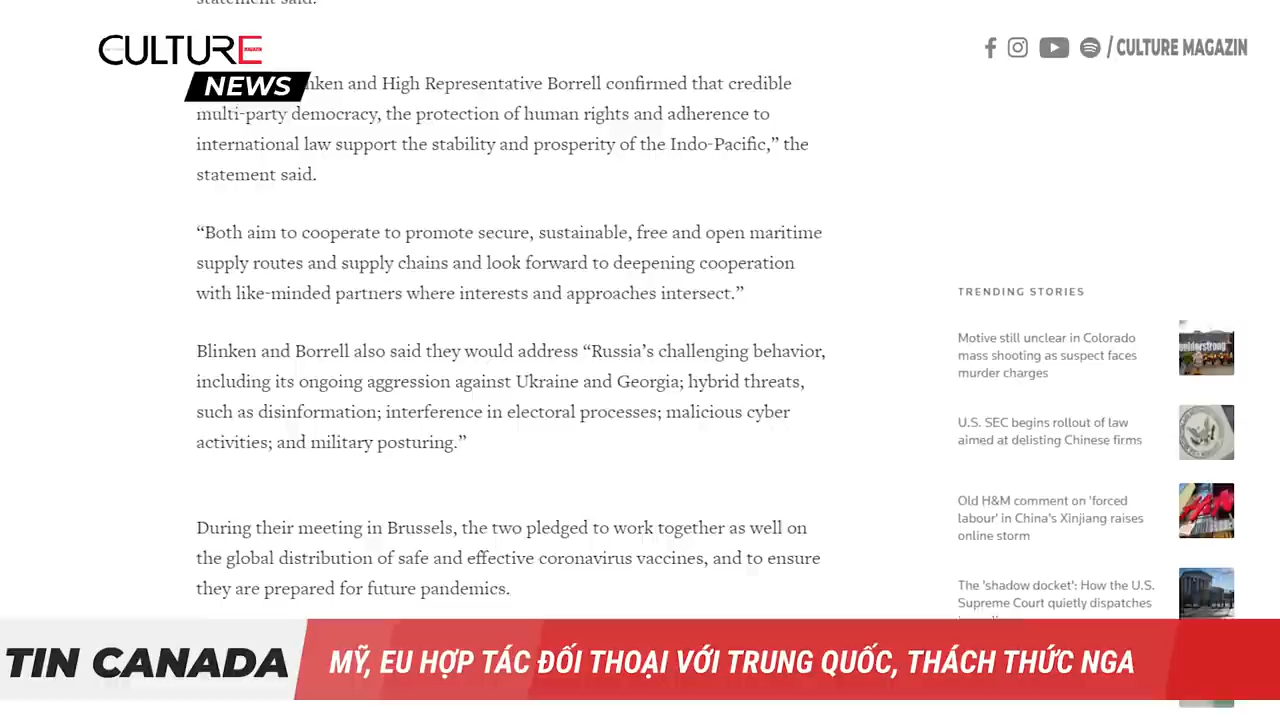 statement said.
CULTURE
MAGAZIN
NEWS
/ CULTURE MAGAZIN
and High Representative Borrell confirmed that credible
multi-party democracy, the protection of human rights and adherence to
international law support the stability and prosperity of the Indo-Pacific,” the
statement said.
“Both aim to cooperate to promote secure, sustainable, free and open maritime
supply routes and supply chains and look forward to deepening cooperation
with like-minded partners where interests and approaches intersect.”
Blinken and Borrell also said they would address “Russia’s challenging behavior,
including its ongoing aggression against Ukraine and Georgia; hybrid threats,
such as disinformation; interference in electoral processes; malicious cyber
activities; and military posturing.”
During their meeting in Brussels, the two pledged to work together as well on
the global distribution of safe and effective coronavirus vaccines, and to ensure
they are prepared for future pandemics.
TRENDING STORIES
Motive still unclear in Colorado
mass shooting as suspect faces
murder charges
U.S. SEC begins rollout of law
aimed at delisting Chinese firms
Old H&M comment on 'forced
labour' in China's Xinjiang raises
online storm
The 'shadow docket': How the U.S.
Supreme Court quietly dispatches
TIN CANADA
MỸ, EU HỢP TÁC ĐỐI THOẠI VỚI TRUNG QUỐC, THÁCH THỨC NGA